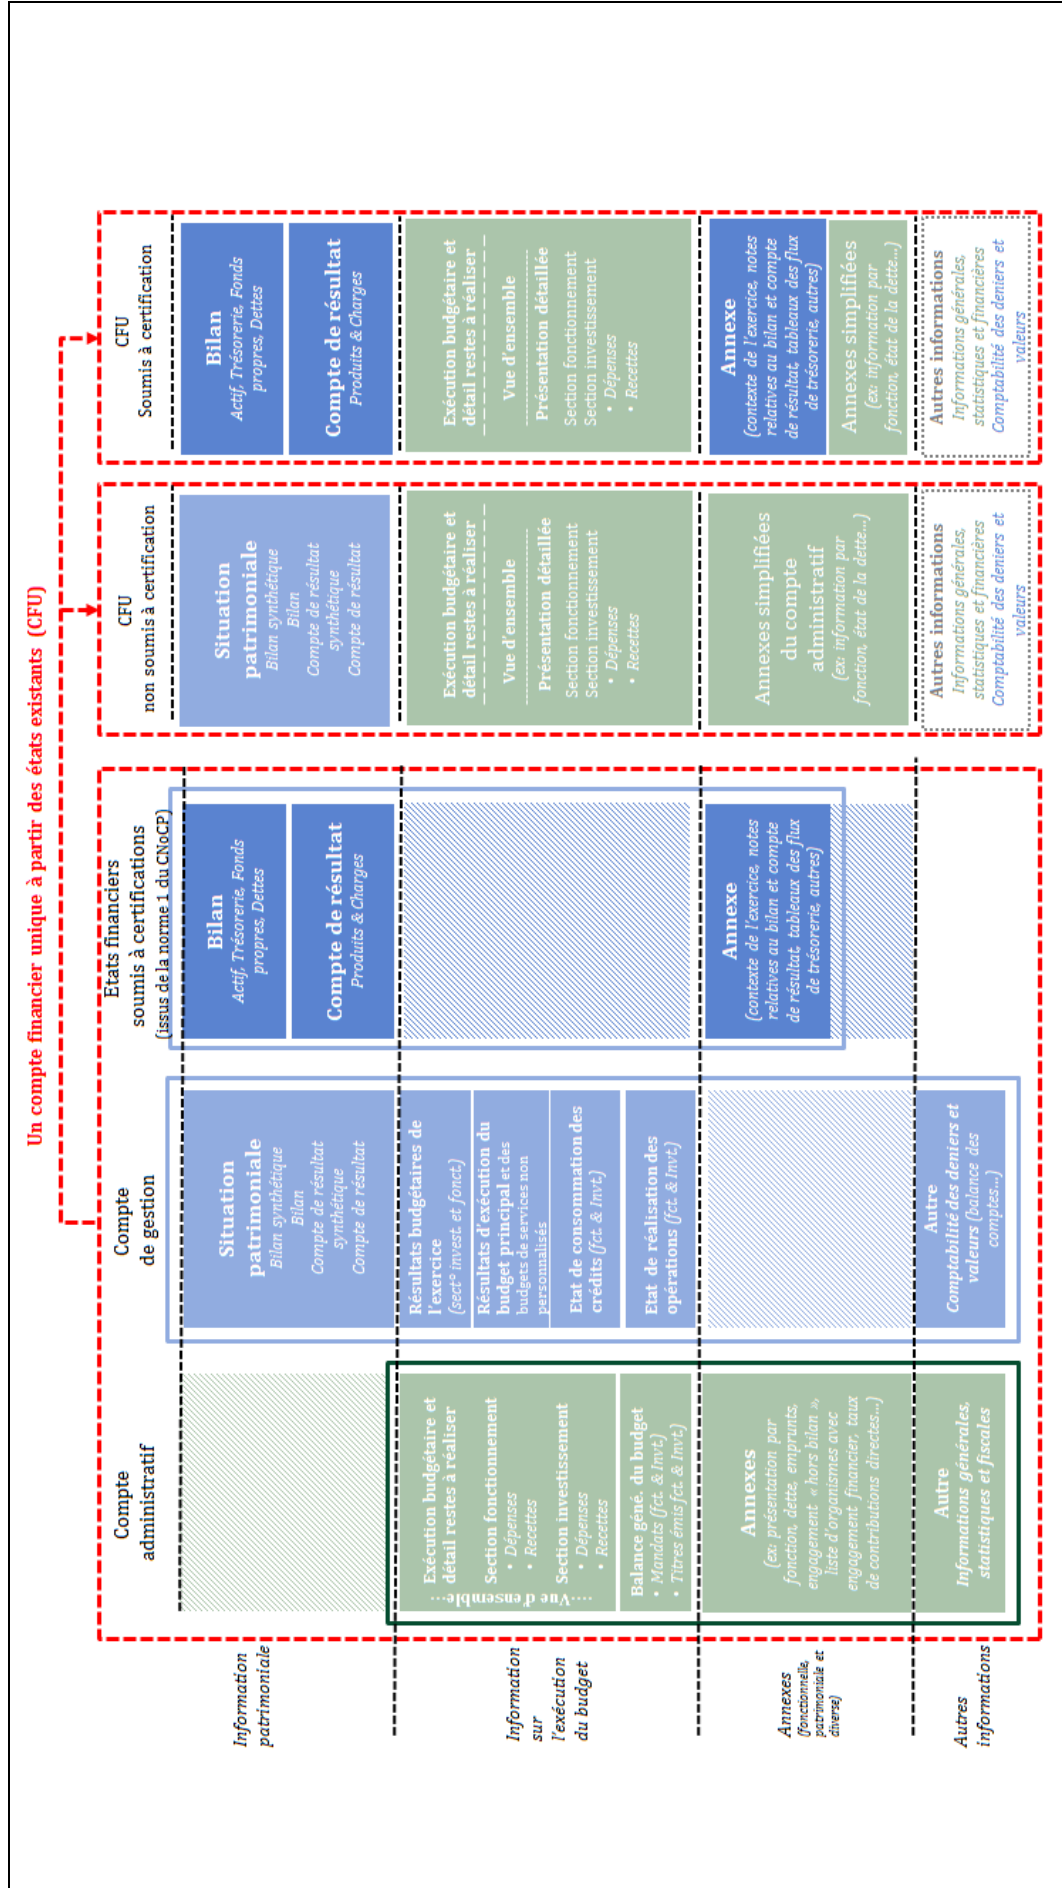 Un compte financier unique à partir des états existants (CFU)
Compte
administratif
Compte
de gestion
Etats financiers
soumis à certifications
(issus de la norme 1 du CNoCP)
CFU
non soumis à certification
CFU
Soumis à certification
Information
patrimoniale
Situation
patrimoniale
Bilan synthétique
Bilan
Compte de résultat
synthétique
Compte de résultat
Bilan
Actif, Trésorerie, Fonds
propres, Dettes
Compte de résultat
Produits & Charges
Situation
patrimoniale
Bilan synthétique
Bilan
Compte de résultat
synthétique
Compte de résultat
Bilan
Actif, Trésorerie, Fonds
propres, Dettes
Compte de résultat
Produits & Charges
Information
sur
l'exécution
du budget
Exécution budgétaire et
détail restes à réaliser
Section fonctionnement
• Dépenses
• Recettes
Section investissement
• Dépenses
• Recettes
....Vue d'ensemble...
Balance géné. du budget
• Mandats (fct. & Invt.)
• Titres émis fct. & Invt.)
Résultats budgétaires de
l'exercice
(sect° invest. et fonct.)
Résultats d'exécution du
budget principal et des
budgets de services non
personnalisés
Etat de consommation des
crédits (fct. & Invt.)
Etat de réalisation des
opérations (fct. & Invt.)
Exécution budgétaire et
détail restes à réaliser
Vue d'ensemble
Présentation détaillée
Section fonctionnement
Section investissement
• Dépenses
• Recettes
Exécution budgétaire et
détail restes à réaliser
Vue d'ensemble
Présentation détaillée
Section fonctionnement
Section investissement
• Dépenses
• Recettes
Annexes
(fonctionnelle,
patrimoniale et
diverse)
Annexes
(ex: présentation par
fonction, dette, emprunts,
engagement « hors bilan »,
liste d'organismes avec
engagement financier, taux
de contributions directes...)
Annexe
(contexte de l'exercice, notes
relatives au bilan et compte
de résultat, tableaux des flux
de trésorerie, autres)
Annexes simplifiées
du compte
administratif
(ex: information par
fonction, état de la dette...)
Annexe
(contexte de l'exercice, notes
relatives au bilan et compte
de résultat, tableaux des flux
de trésorerie, autres)
Annexes simplifiées
(ex: information par
fonction, état de la dette...)
Autres
informations
Autre
Informations générales,
statistiques et fiscales
Autre
Comptabilité des deniers et
valeurs (balance des
comptes...)
Autres informations
Informations générales,
statistiques et financières
Comptabilité des deniers et
valeurs
Autres informations
Informations générales,
statistiques et financières
Comptabilité des deniers et
valeurs